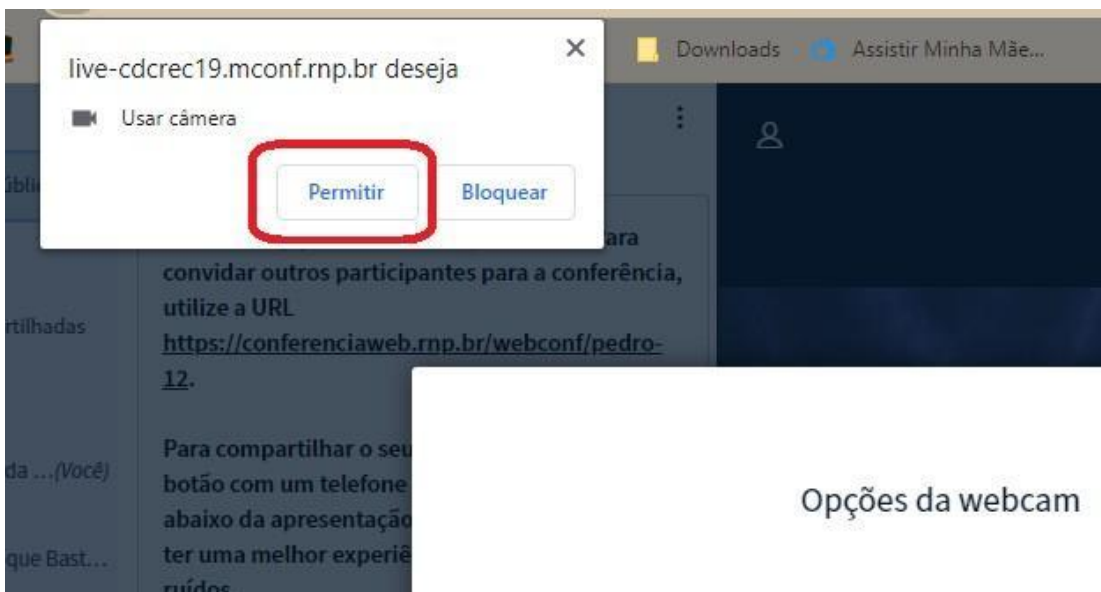 Downloads
Assistir Minha Mãe...
live-cdcrec19.mconf.rnp.br deseja
Usar câmera
Permitir
Bloquear
convidar outros participantes para a conferência,
utilize a URL
https://conferenciaweb.rnp.br/webconf/pedro-
12.
Para compartilhar o seu
botão com um telefone
abaixo da apresentação
ter uma melhor experiê
ruídos
rtilhadas
da ...(Você)
que Bast...
Opções da webcam